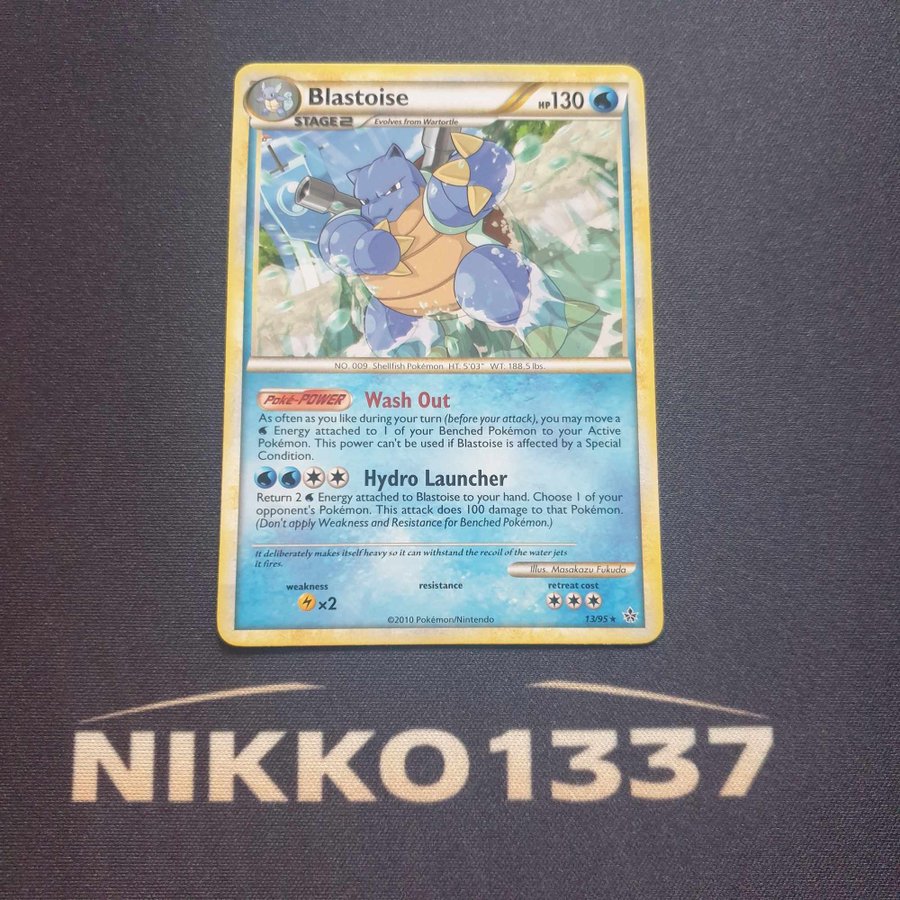 Blastoise HP 130
STAGE 2 Evolves from Wartortle
NO. 009 Shellfish Pokémon HT: 5'03" WT: 188.5 lbs.
Poké-POWER Wash Out
As often as you like during your turn (before your attack), you may move a
Energy attached to 1 of your Benched Pokémon to your Active
Pokémon. This power can't be used if Blastoise is affected by a Special
Condition.
Hydro Launcher
Return 2 Energy attached to Blastoise to your hand. Choose 1 of your
opponent's Pokémon. This attack does 100 damage to that Pokémon.
(Don't apply Weakness and Resistance for Benched Pokémon.)
It deliberately makes itself heavy so it can withstand the recoil of the water jets
it fires.
Illus. Masakazu Fukuda
weakness resistance retreat cost
×2
©2010 Pokémon/Nintendo 13/95 ★
NIKKO1337